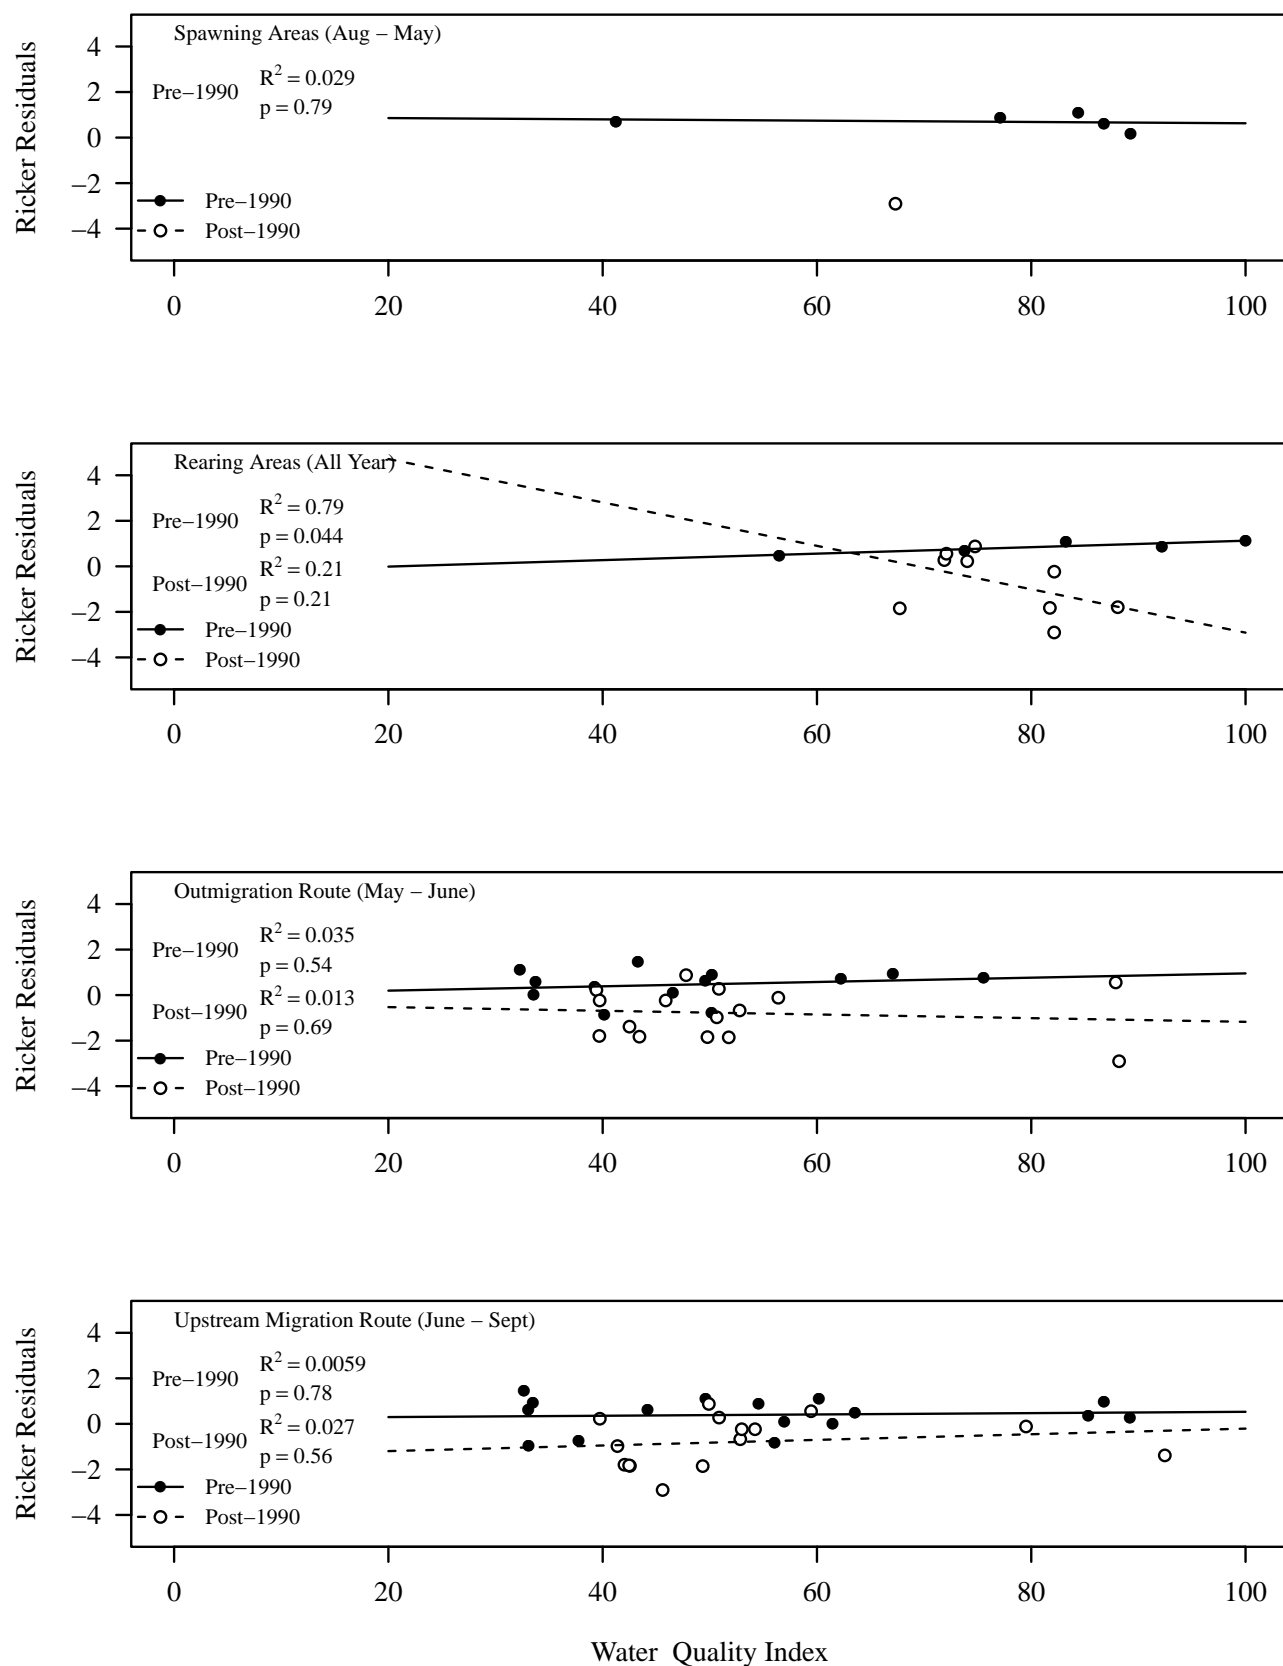 Spawning Areas (Aug – May)
Pre–1990
R² = 0.029
p = 0.79
Pre–1990
Post–1990
Ricker Residuals
4
2
0
−2
−4
0 20 40 60 80 100
Rearing Areas (All Year)
Pre–1990
R² = 0.79
p = 0.044
Post–1990
R² = 0.21
p = 0.21
Pre–1990
Post–1990
Ricker Residuals
4
2
0
−2
−4
0 20 40 60 80 100
Outmigration Route (May – June)
Pre–1990
R² = 0.035
p = 0.54
Post–1990
R² = 0.013
p = 0.69
Pre–1990
Post–1990
Ricker Residuals
4
2
0
−2
−4
0 20 40 60 80 100
Upstream Migration Route (June – Sept)
Pre–1990
R² = 0.0059
p = 0.78
Post–1990
R² = 0.027
p = 0.56
Pre–1990
Post–1990
Ricker Residuals
4
2
0
−2
−4
0 20 40 60 80 100
Water Quality Index